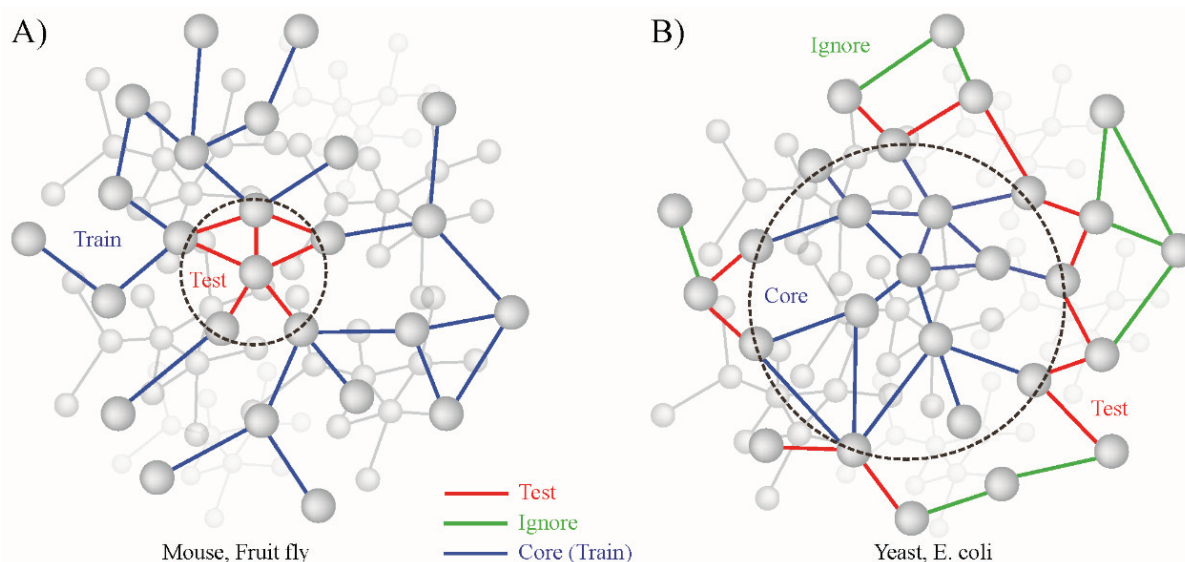 A)
B)
Ignore
Train
Test
Core
Test
Test
Ignore
Core (Train)
Mouse, Fruit fly
Yeast, E. coli